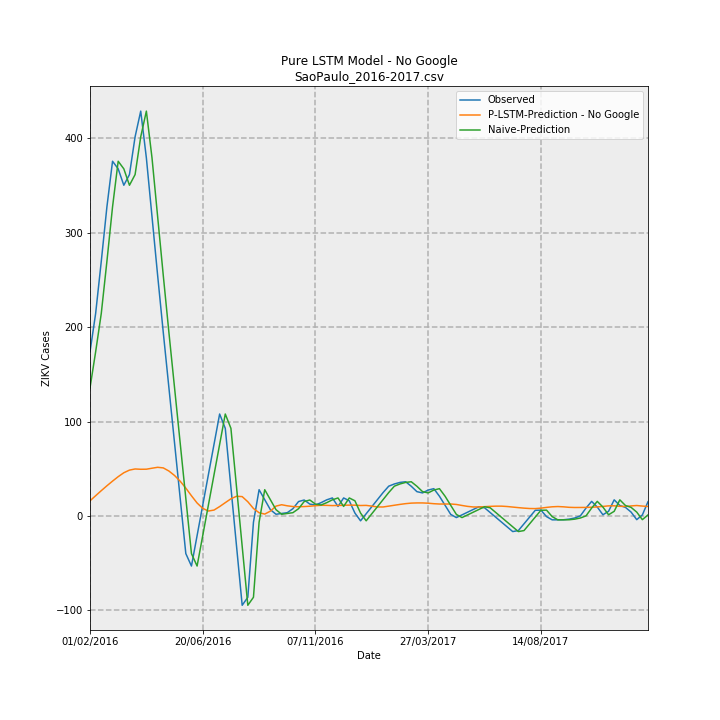 Pure LSTM Model - No Google
SaoPaulo_2016-2017.csv
Observed
P-LSTM-Prediction - No Google
Naive-Prediction
400
300
200
100
0
−100
ZIKV Cases
01/02/2016
20/06/2016
07/11/2016
27/03/2017
14/08/2017
Date